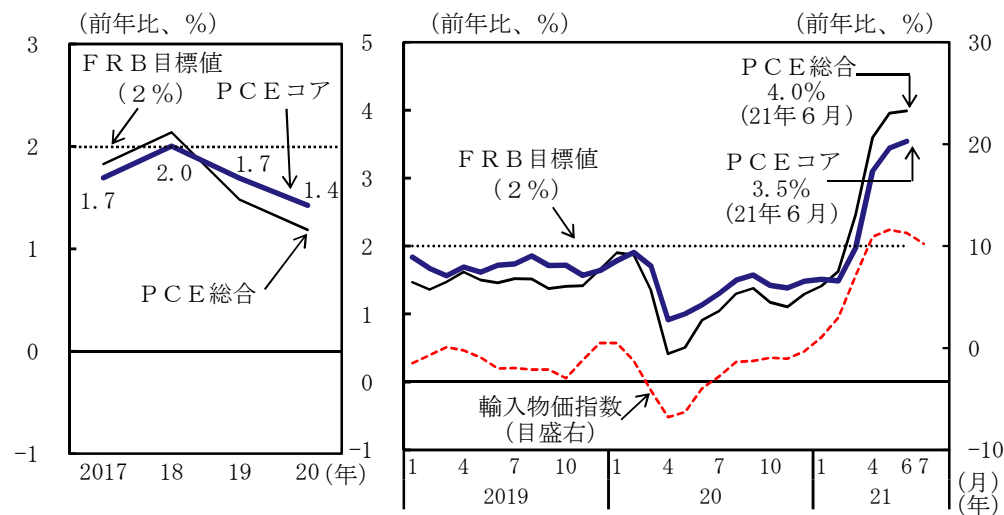 (前年比、%)
3
2
1
0
-1
FRB目標値
(2%)
PCEコア
1.7
2.0
1.7
1.4
PCE総合
2017 18 19 20 (年)
(前年比、%)
(前年比、%)
5
4
3
2
1
0
-1
30
20
10
0
-10
PCE総合
4.0%
(21年6月)
FRB目標値
(2%)
PCEコア
3.5%
(21年6月)
輸入物価指数
(目盛右)
1 4 7 10 1 4 7 10 1 4 6 7 (月)
2019 20 21 (年)